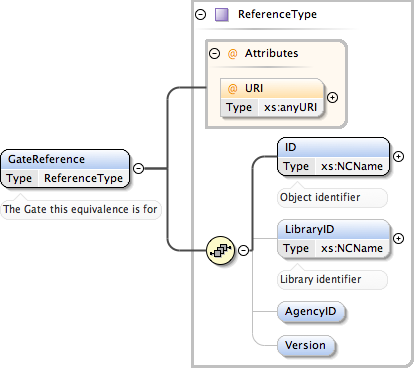 ReferenceType
@ Attributes
@ URI
Type xs:anyURI
GateReference
Type ReferenceType
The Gate this equivalence is for
ID
Type xs:NCName
Object identifier
LibraryID
Type xs:NCName
Library identifier
AgencyID
Version